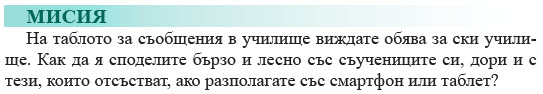 МИСИЯ
На таблото за съобщения в училище виждате обява за ски учили-
ще. Как да я споделите бързо и лесно със съучениците си, дори и с
тези, които отсъстват, ако разполагате със смартфон или таблет?